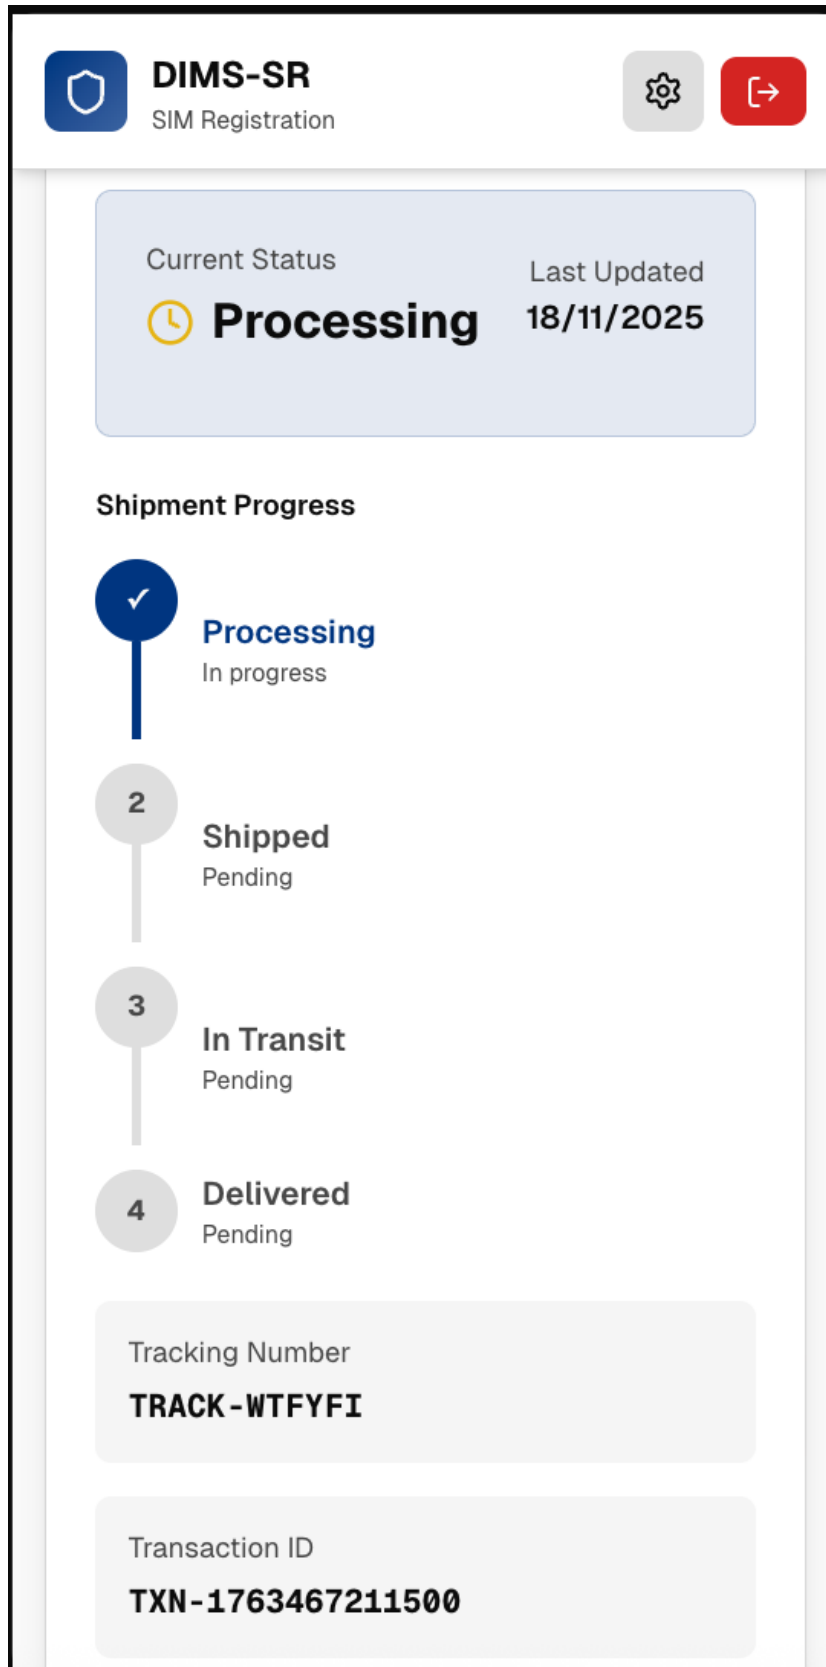 DIMS-SR
SIM Registration
Current Status
Processing
Last Updated
18/11/2025
Shipment Progress
✓
Processing
In progress
2
Shipped
Pending
3
In Transit
Pending
4
Delivered
Pending
Tracking Number
TRACK-WTFYFI
Transaction ID
TXN-1763467211500